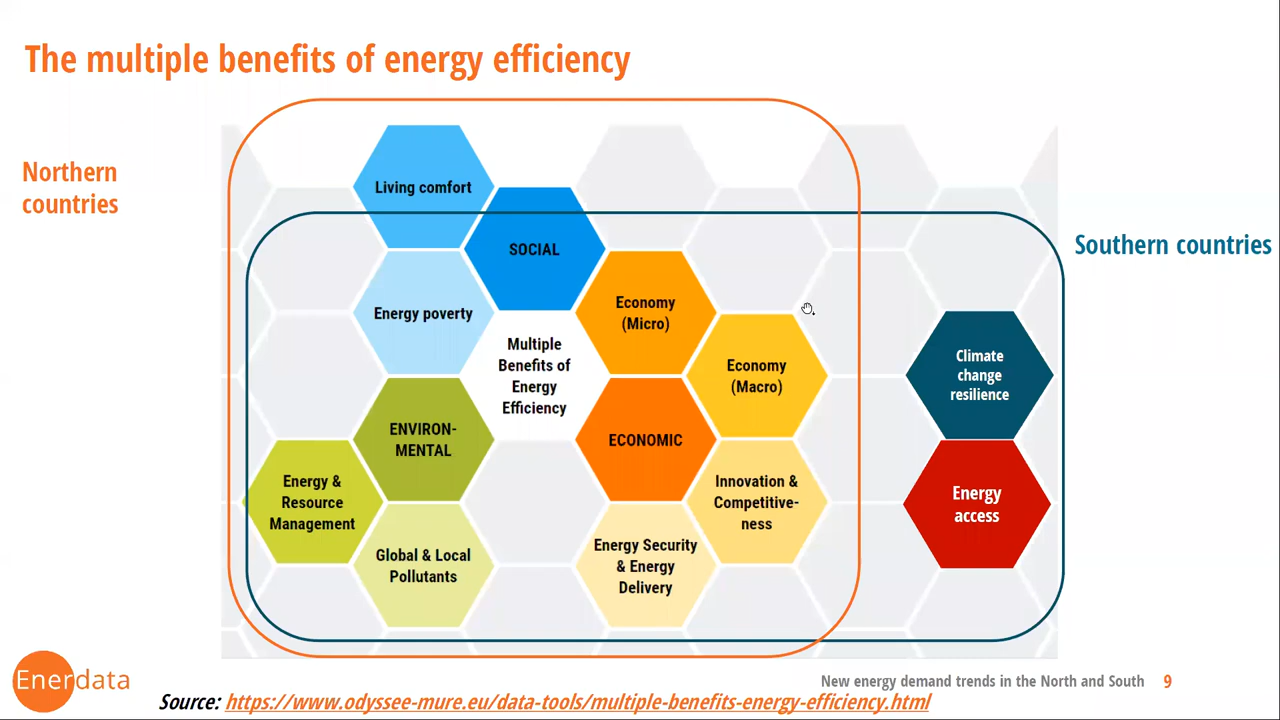 The multiple benefits of energy efficiency
Northern
countries
Southern countries
Living comfort
SOCIAL
Energy poverty
Economy
(Micro)
Multiple
Benefits of
Energy
Efficiency
Economy
(Macro)
Climate
change
resilience
ENVIRON-
MENTAL
ECONOMIC
Energy &
Resource
Management
Innovation &
Competitive-
ness
Energy
access
Global & Local
Pollutants
Energy Security
& Energy
Delivery
Enerdata
New energy demand trends in the North and South 9
Source: https://www.odyssee-mure.eu/data-tools/multiple-benefits-energy-efficiency.html